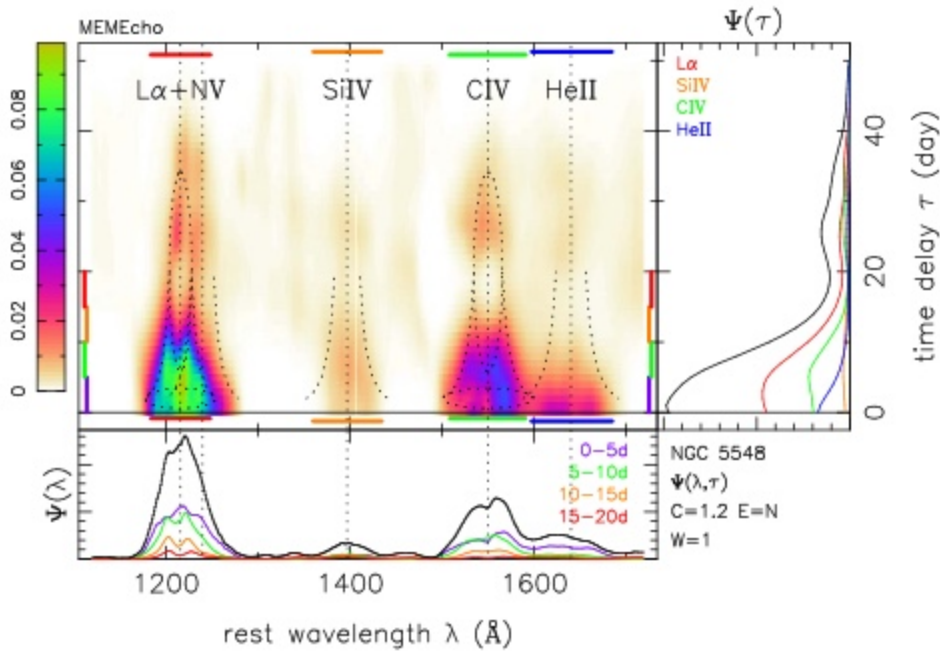 MEMEcho
Ψ(τ)
Lα+NV
SiIV
CIV
HeII
Lα
SiIV
CIV
HeII
0
0.02
0.04
0.06
0.08
0
20
40
time delay τ (day)
Ψ(λ)
0-5d
5-10d
10-15d
15-20d
NGC 5548
Ψ(λ,τ)
C=1.2 E=N
W=1
1200
1400
1600
rest wavelength λ (Å)